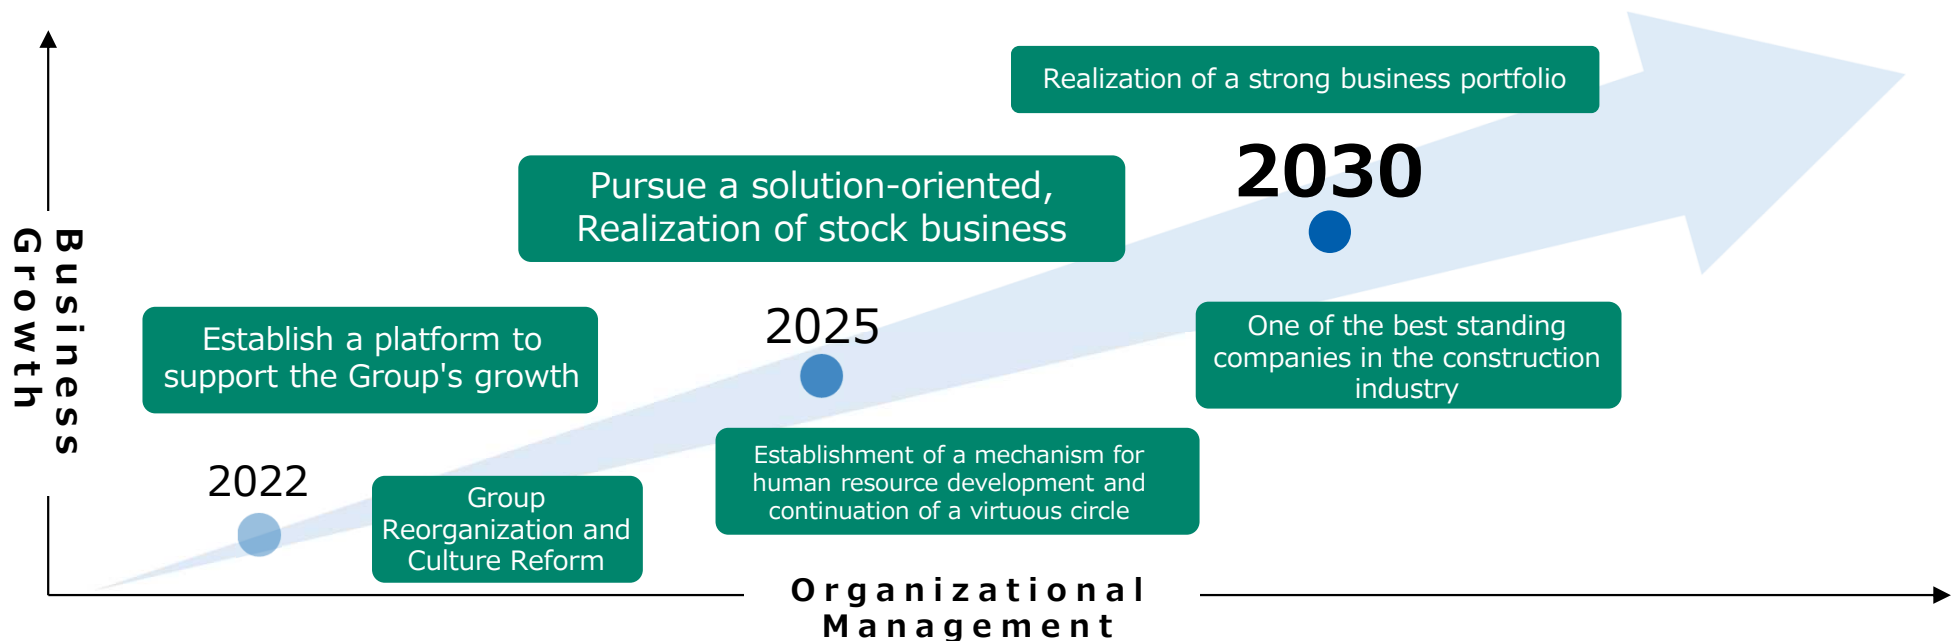 Realization of a strong business portfolio
2030
Pursue a solution-oriented,
Realization of stock business
2025
Establish a platform to
support the Group's growth
2022
Business
Growth
One of the best standing
companies in the construction
industry
Establishment of a mechanism for
human resource development and
continuation of a virtuous circle
Group
Reorganization and
Culture Reform
Organizational
Management